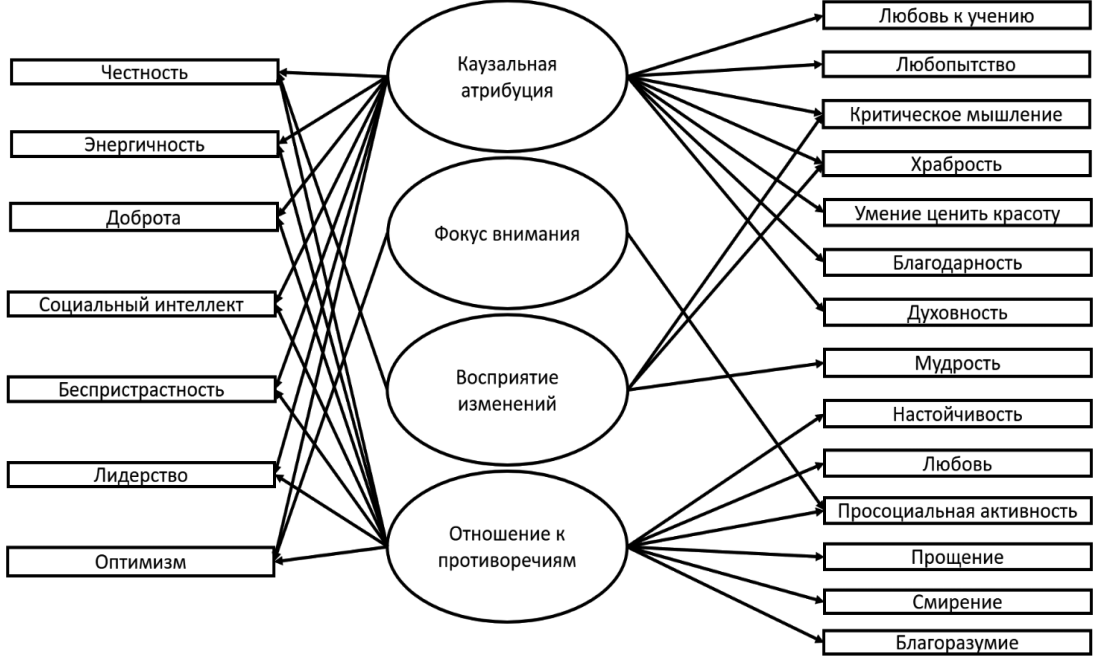 Честность
Энергичность
Доброта
Социальный интеллект
Беспристрастность
Лидерство
Оптимизм
Каузальная
атрибуция
Фокус внимания
Восприятие
изменений
Отношение к
противоречиям
Любовь к учению
Любопытство
Критическое мышление
Храбрость
Умение ценить красоту
Благодарность
Духовность
Мудрость
Настойчивость
Любовь
Просоциальная активность
Прощение
Смирение
Благоразумие